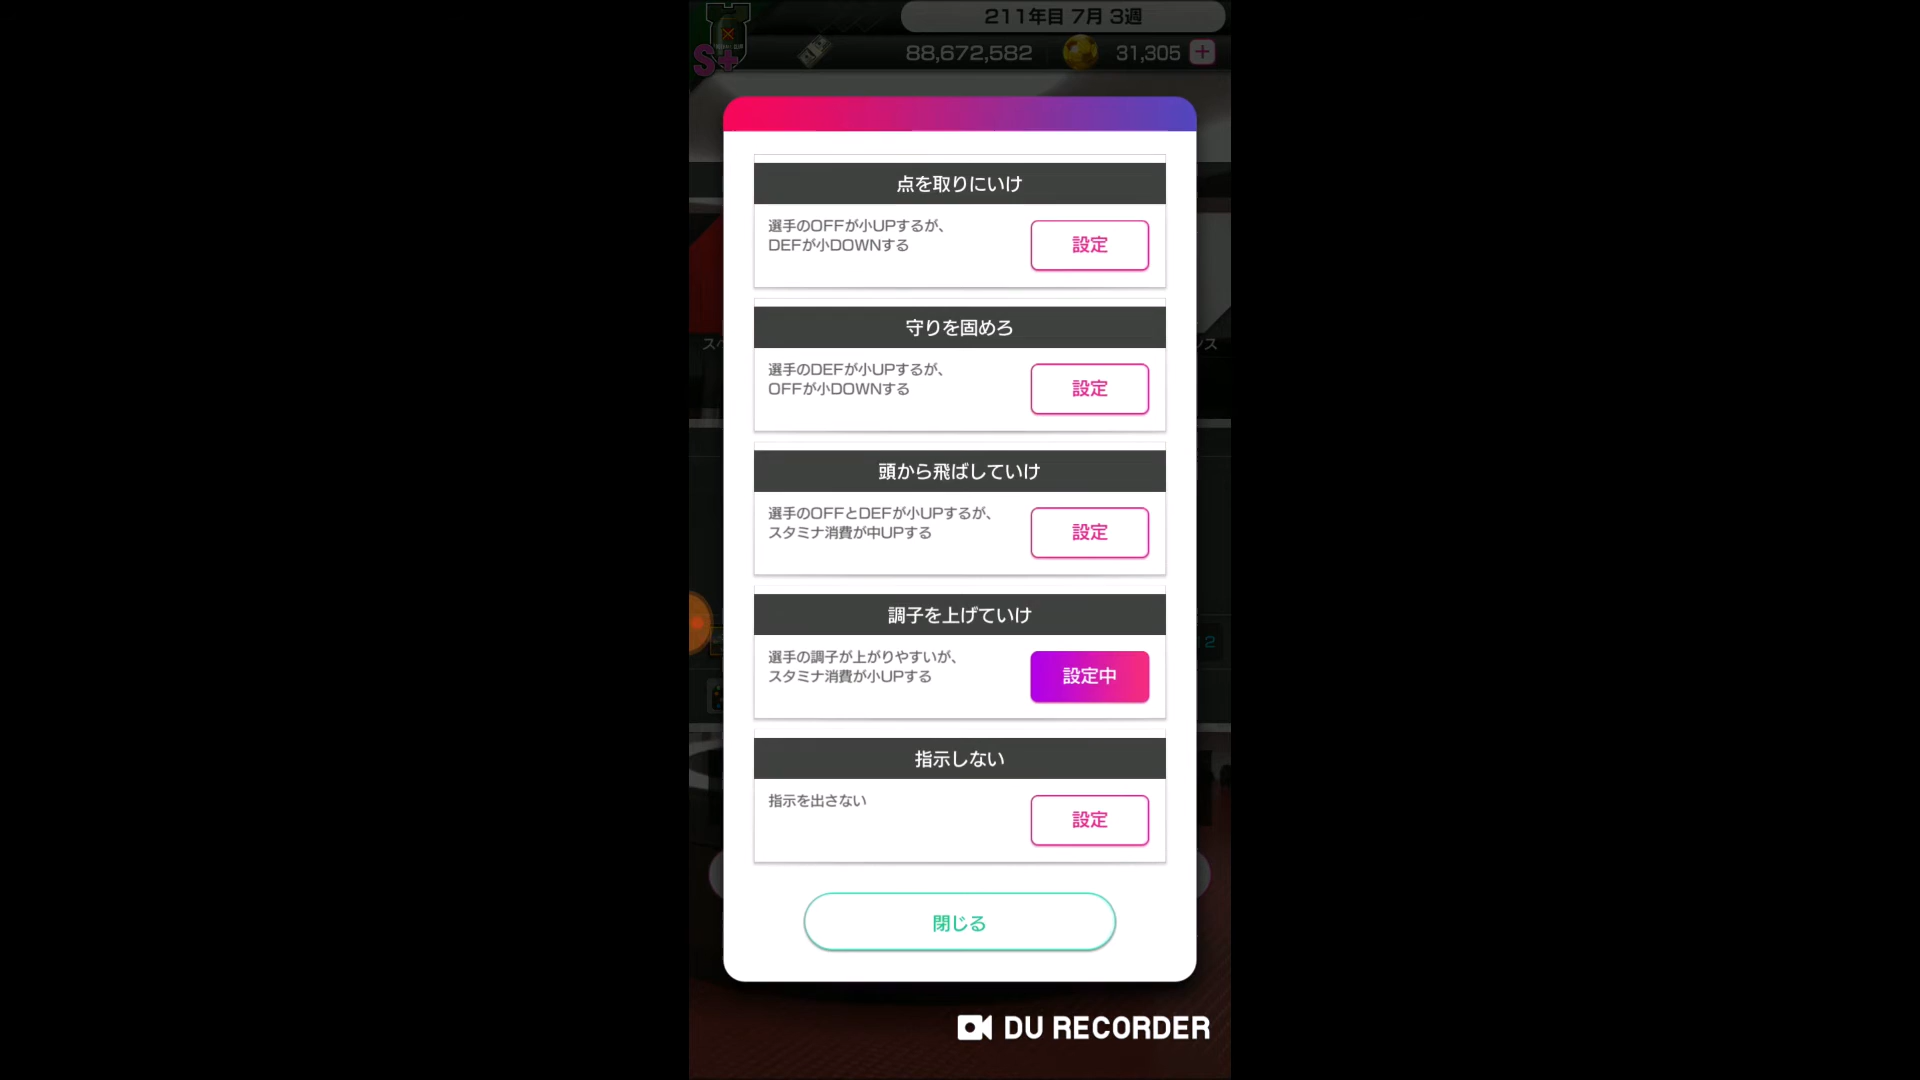 211年目 7月 3週
S+
88,672,582
31,305
点を取りにいけ
選手のOFFが小UPするが、
DEFが小DOWNする
設定
守りを固めろ
選手のDEFが小UPするが、
OFFが小DOWNする
設定
頭から飛ばしていけ
選手のOFFとDEFが小UPするが、
スタミナ消費が中UPする
設定
調子を上げていけ
選手の調子が上がりやすいが、
スタミナ消費が小UPする
設定中
指示しない
指示を出さない
設定
閉じる
DU RECORDER